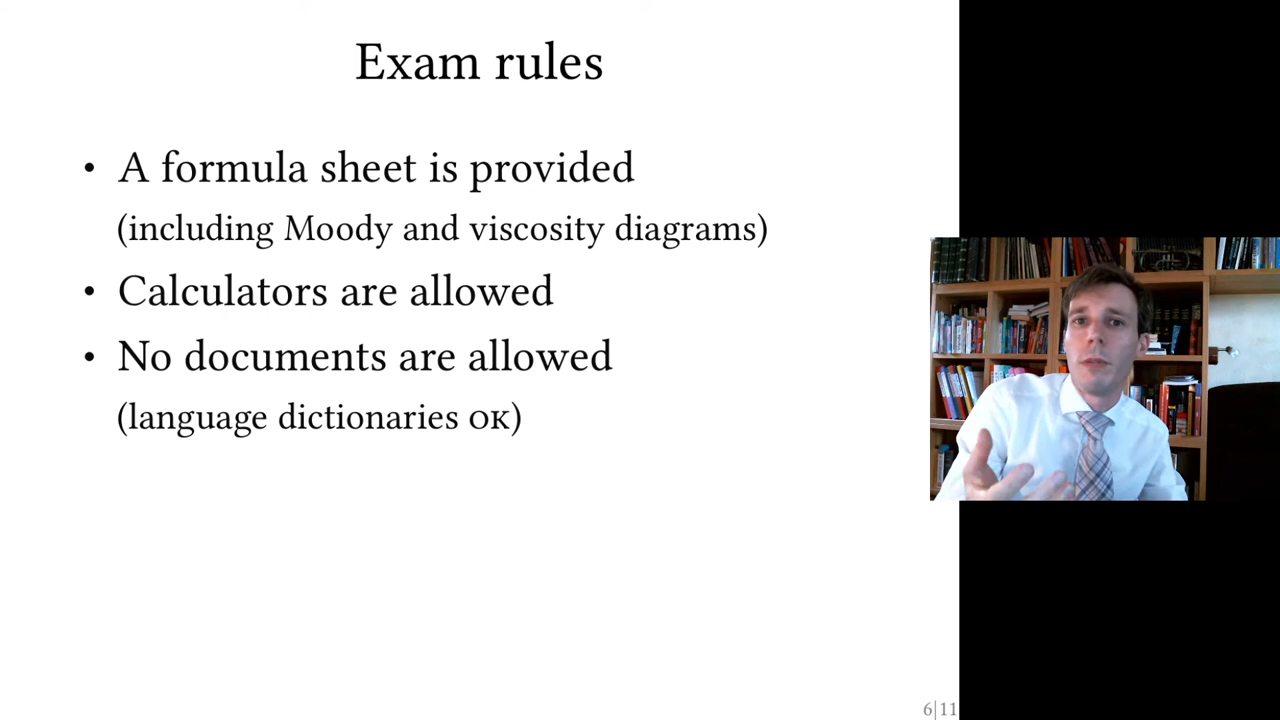 Exam rules
• A formula sheet is provided
(including Moody and viscosity diagrams)
• Calculators are allowed
• No documents are allowed
(language dictionaries OK)
6|11